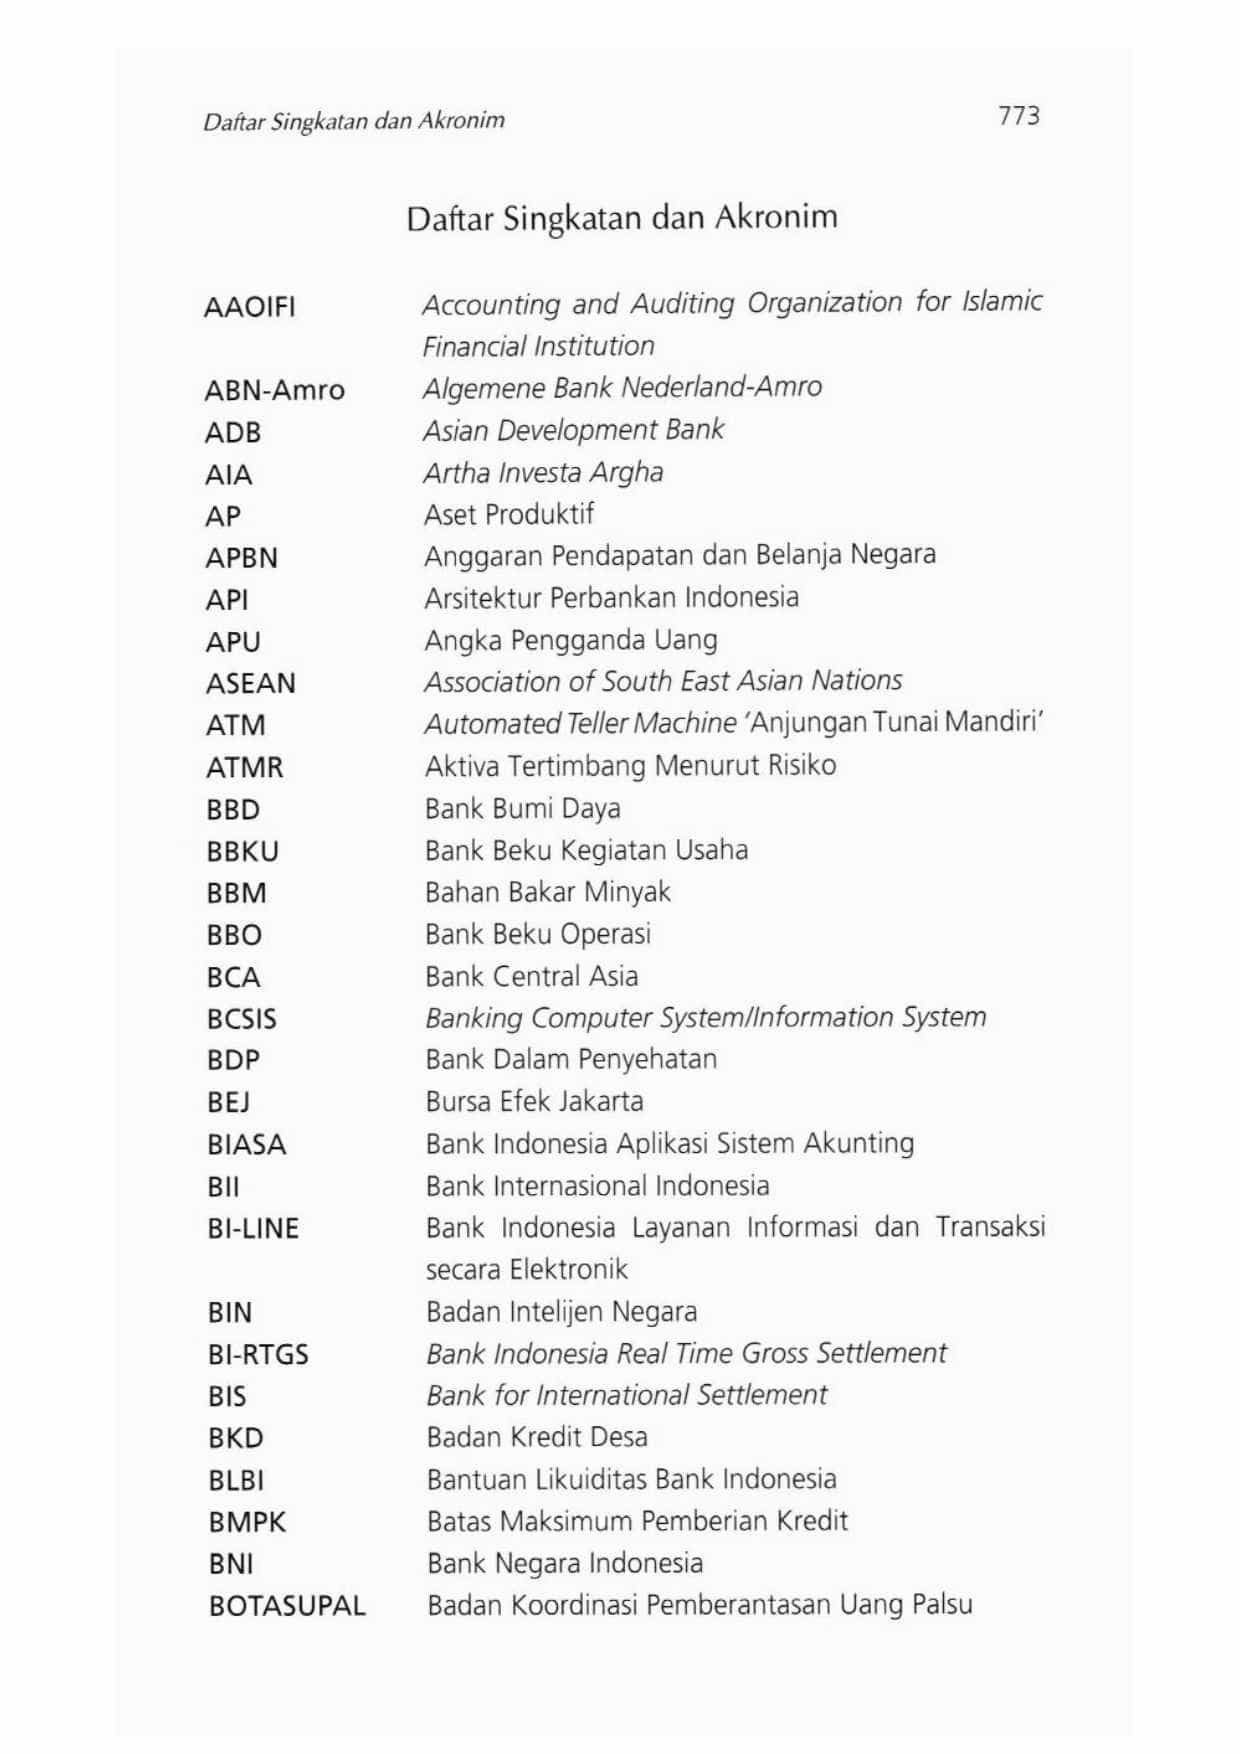 Daftar Singkatan dan Akronim 773
Daftar Singkatan dan Akronim
AAOIFI Accounting and Auditing Organization for Islamic
Financial Institution
ABN-Amro Algemene Bank Nederland-Amro
ADB Asian Development Bank
AIA Artha Investa Argha
AP Aset Produktif
APBN Anggaran Pendapatan dan Belanja Negara
API Arsitektur Perbankan Indonesia
APU Angka Pengganda Uang
ASEAN Association of South East Asian Nations
ATM Automated Teller Machine ‘Anjungan Tunai Mandiri’
ATMR Aktiva Tertimbang Menurut Risiko
BBD Bank Bumi Daya
BBKU Bank Beku Kegiatan Usaha
BBM Bahan Bakar Minyak
BBO Bank Beku Operasi
BCA Bank Central Asia
BCSIS Banking Computer System/Information System
BDP Bank Dalam Penyehatan
BEJ Bursa Efek Jakarta
BIASA Bank Indonesia Aplikasi Sistem Akunting
BII Bank Internasional Indonesia
BI-LINE Bank Indonesia Layanan Informasi dan Transaksi
secara Elektronik
BIN Badan Intelijen Negara
BI-RTGS Bank Indonesia Real Time Gross Settlement
BIS Bank for International Settlement
BKD Badan Kredit Desa
BLBI Bantuan Likuiditas Bank Indonesia
BMPK Batas Maksimum Pemberian Kredit
BNI Bank Negara Indonesia
BOTASUPAL Badan Koordinasi Pemberantasan Uang Palsu